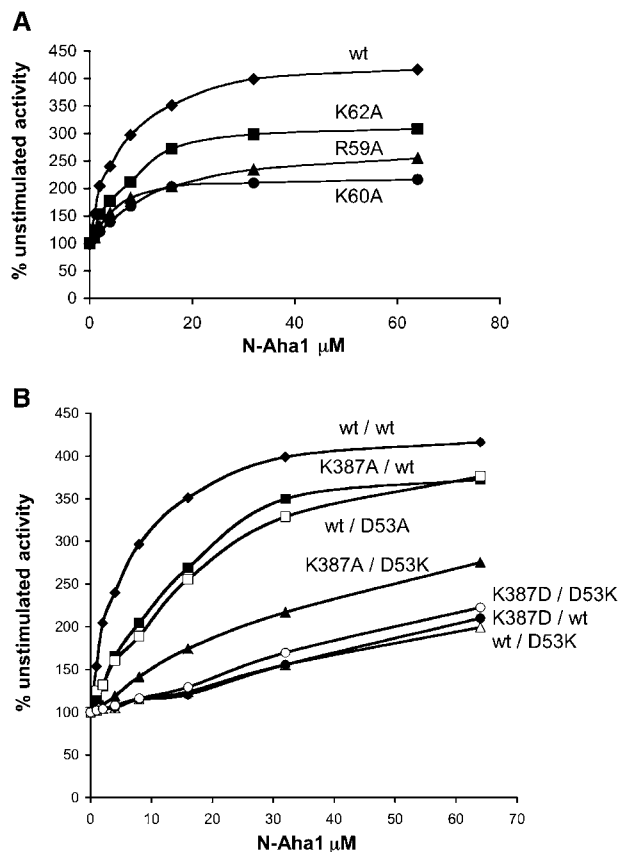 A
450
400
350
300
250
200
150
100
50
0
% unstimulated activity
wt
K62A
R59A
K60A
0
20
40
60
80
N-Aha1 µM
B
450
400
350
300
250
200
150
100
50
0
% unstimulated activity
wt / wt
K387A / wt
wt / D53A
K387A / D53K
K387D / D53K
K387D / wt
wt / D53K
0
10
20
30
40
50
60
70
N-Aha1 µM